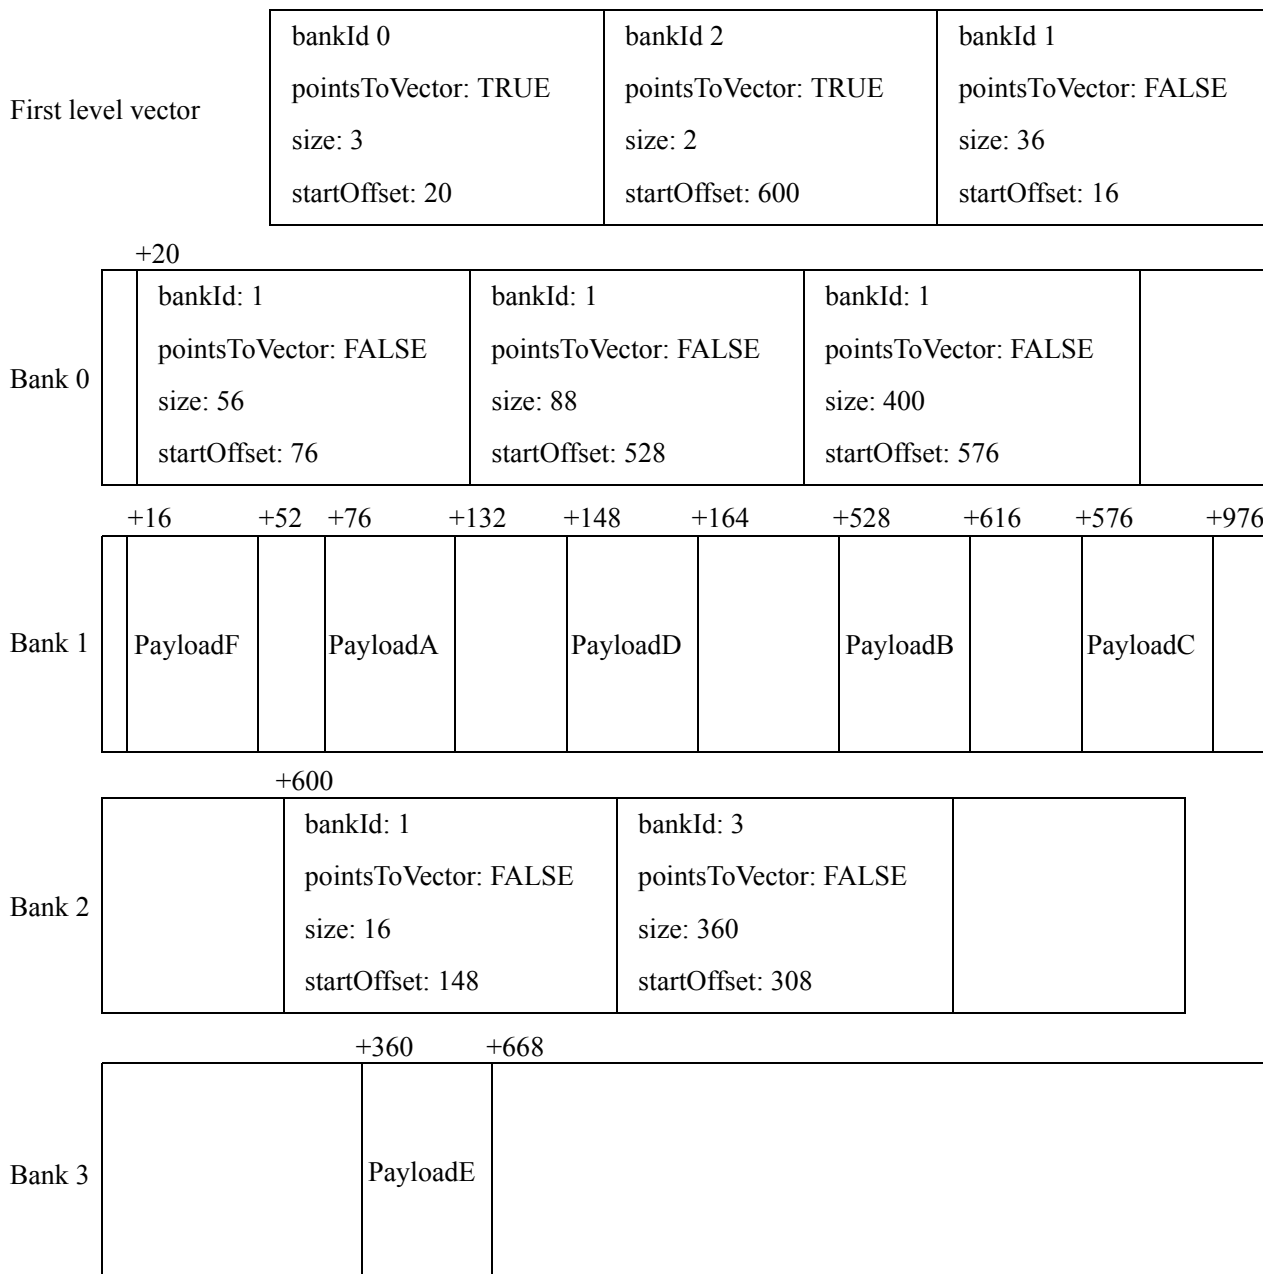 First level vector
bankId 0
pointsToVector: TRUE
size: 3
startOffset: 20
bankId 2
pointsToVector: TRUE
size: 2
startOffset: 600
bankId 1
pointsToVector: FALSE
size: 36
startOffset: 16
+20
Bank 0
bankId: 1
pointsToVector: FALSE
size: 56
startOffset: 76
bankId: 1
pointsToVector: FALSE
size: 88
startOffset: 528
bankId: 1
pointsToVector: FALSE
size: 400
startOffset: 576
+16 +52 +76 +132 +148 +164 +528 +616 +576 +976
Bank 1
PayloadF
PayloadA
PayloadD
PayloadB
PayloadC
+600
Bank 2
bankId: 1
pointsToVector: FALSE
size: 16
startOffset: 148
bankId: 3
pointsToVector: FALSE
size: 360
startOffset: 308
+360 +668
Bank 3
PayloadE